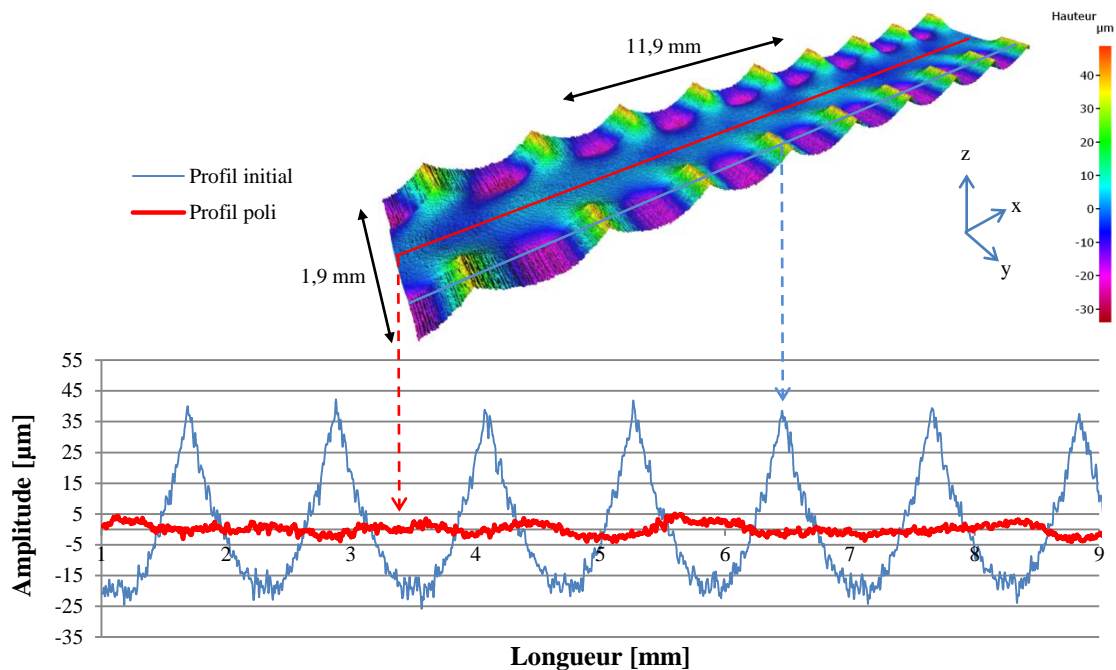 Hauteur
µm
11,9 mm
40
30
20
10
0
-10
-20
-30
z
x
y
Profil initial
Profil poli
1,9 mm
55
45
35
25
15
5
-5
-15
-25
-35
1 2 3 4 5 6 7 8 9
Amplitude [µm]
Longueur [mm]